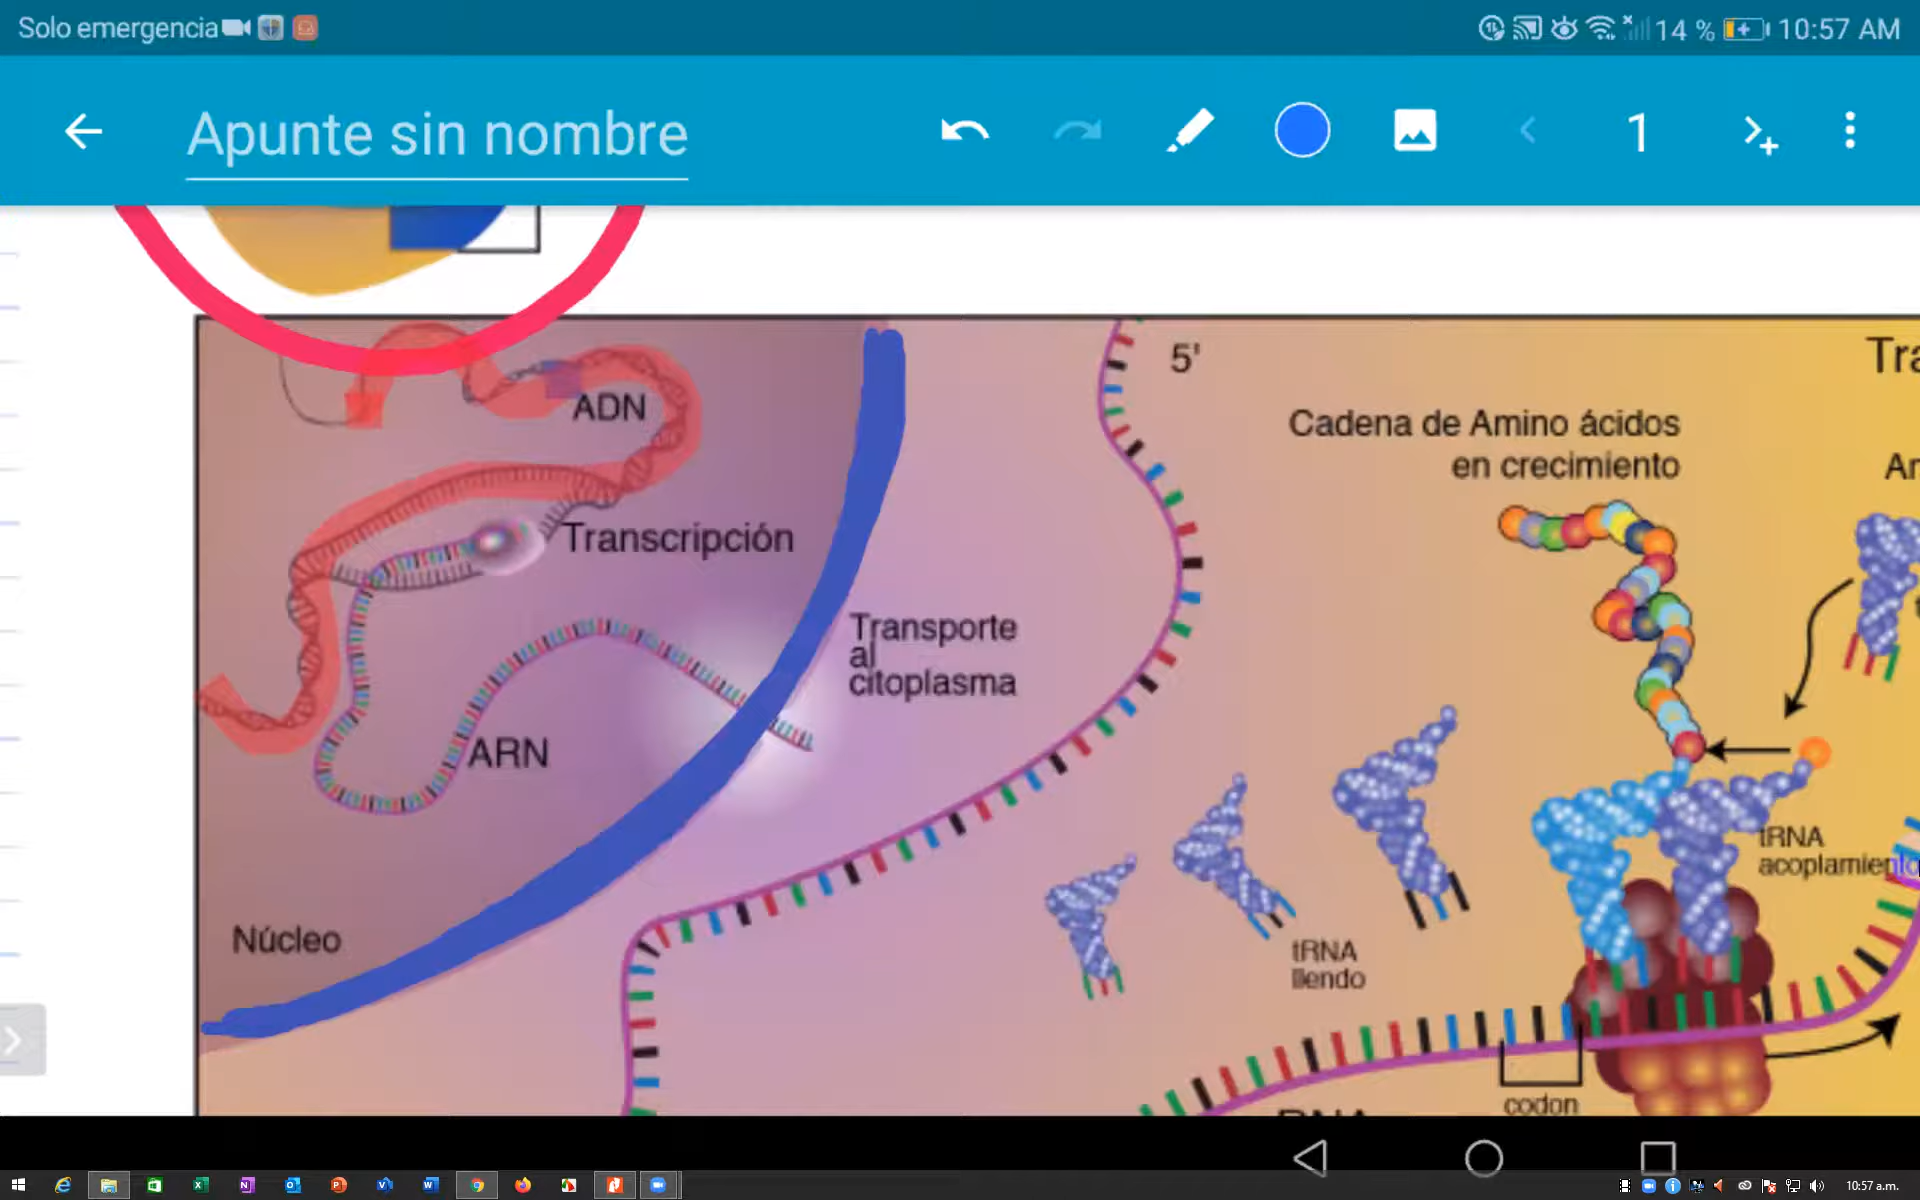 Solo emergencia
14 % 10:57 AM
Apunte sin nombre
1
5'
Cadena de Amino ácidos
en crecimiento
ADN
Transcripción
Transporte
al
citoplasma
ARN
Núcleo
tRNA
llendo
tRNA
acoplamiento
codon
10:57 a.m.